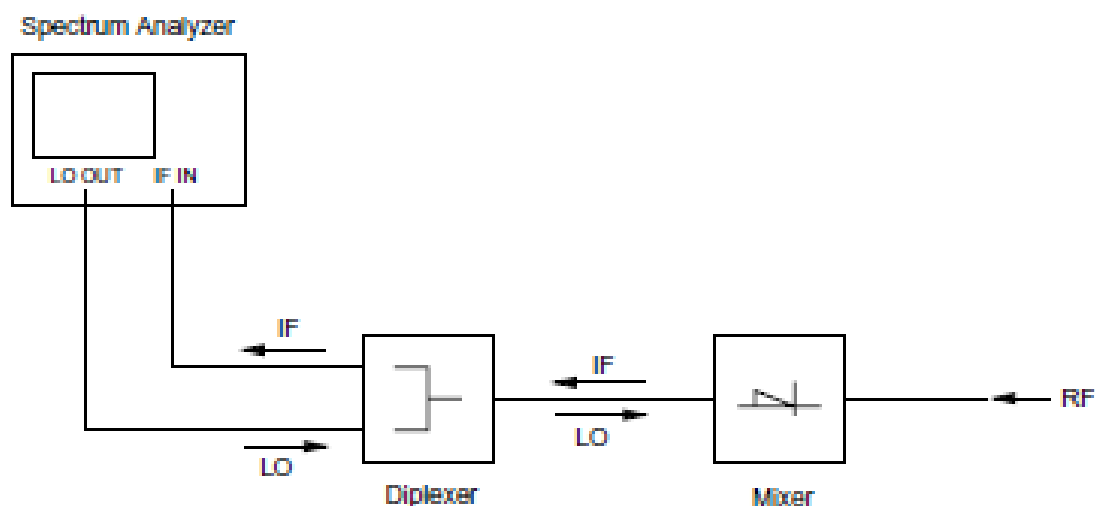 Spectrum Analyzer
LO OUT IF IN
IF
IF
RF
LO
LO
Diplexer
Mixer